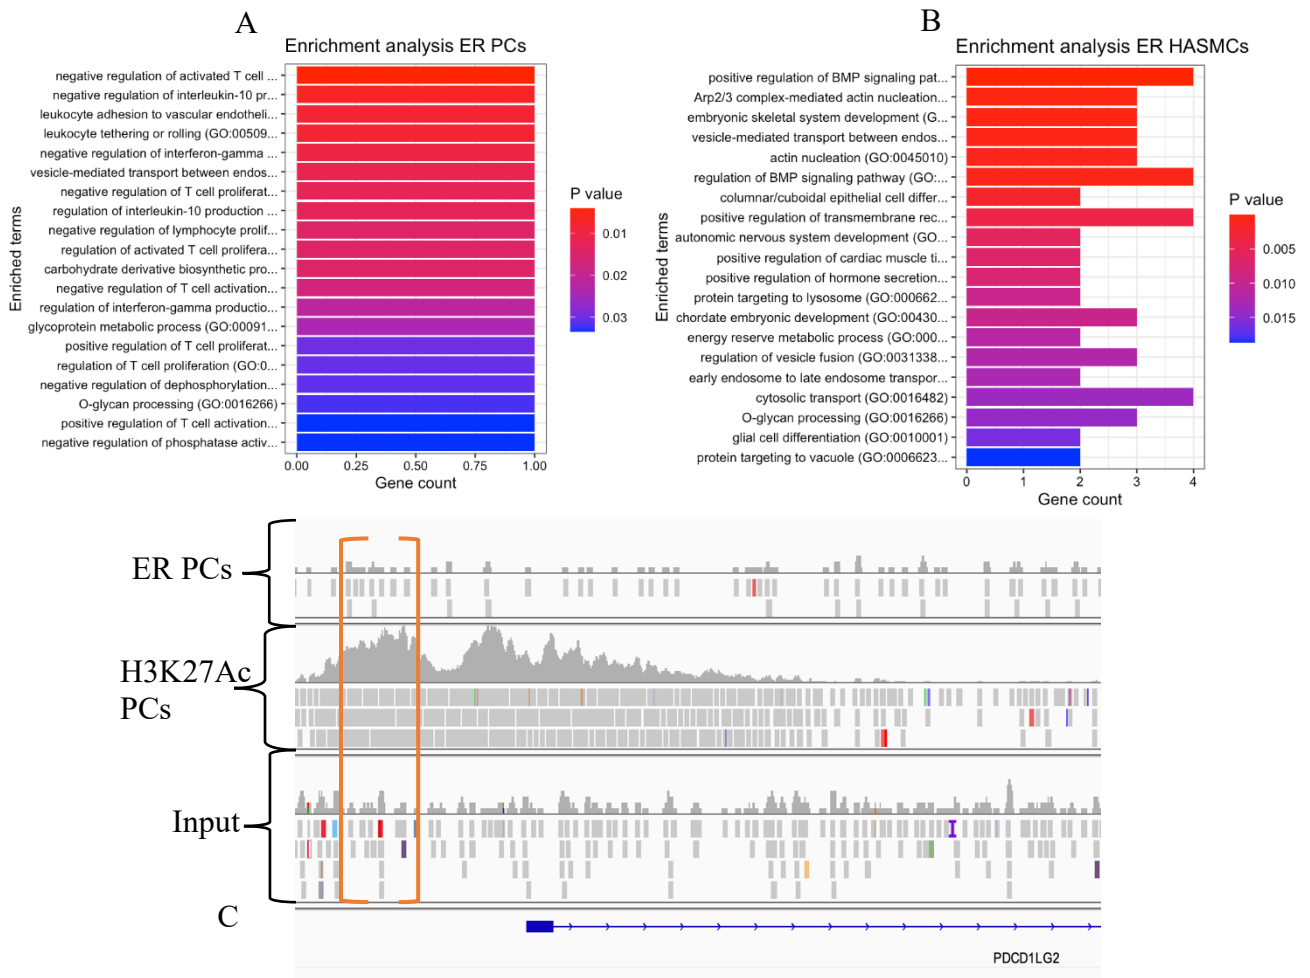 A
Enrichment analysis ER PCs
negative regulation of activated T cell ...
negative regulation of interleukin-10 pr...
leukocyte adhesion to vascular endotheli...
leukocyte tethering or rolling (GO:00509...
negative regulation of interferon-gamma ...
vesicle-mediated transport between endos...
negative regulation of T cell proliferat...
regulation of interleukin-10 production ...
negative regulation of lymphocyte prolif...
regulation of activated T cell prolifera...
carbohydrate derivative biosynthetic pro...
negative regulation of T cell activation...
regulation of interferon-gamma productio...
glycoprotein metabolic process (GO:00091...
positive regulation of T cell proliferat...
regulation of T cell proliferation (GO:0...
negative regulation of dephosphorylation...
O-glycan processing (GO:0016266)
positive regulation of T cell activation...
negative regulation of phosphatase activ...
Enriched terms
0.00 0.25 0.50 0.75 1.00
Gene count
P value
0.01
0.02
0.03
B
Enrichment analysis ER HASMCs
positive regulation of BMP signaling pat...
Arp2/3 complex-mediated actin nucleation...
embryonic skeletal system development (G...
vesicle-mediated transport between endos...
actin nucleation (GO:0045010)
regulation of BMP signaling pathway (GO:...
columnar/cuboidal epithelial cell differ...
positive regulation of transmembrane rec...
autonomic nervous system development (GO...
positive regulation of cardiac muscle ti...
positive regulation of hormone secretion...
protein targeting to lysosome (GO:000662...
chordate embryonic development (GO:00430...
energy reserve metabolic process (GO:000...
regulation of vesicle fusion (GO:0031338...
early endosome to late endosome transpor...
cytosolic transport (GO:0016482)
O-glycan processing (GO:0016266)
glial cell differentiation (GO:0010001)
protein targeting to vacuole (GO:0006623...
Enriched terms
0 1 2 3 4
Gene count
P value
0.005
0.010
0.015
ER PCs
H3K27Ac
PCs
Input
C
PDCD1LG2